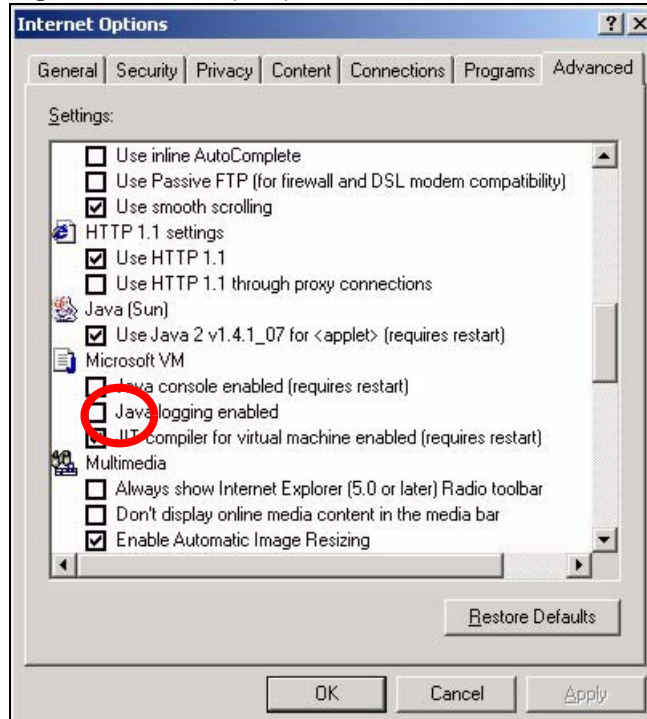 Internet Options
General Security Privacy Content Connections Programs Advanced
Settings:
Use inline AutoComplete
Use Passive FTP (for firewall and DSL modem compatibility)
Use smooth scrolling
HTTP 1.1 settings
Use HTTP 1.1
Use HTTP 1.1 through proxy connections
Java (Sun)
Use Java 2 v1.4.1_07 for <applet> (requires restart)
Microsoft VM
Java console enabled (requires restart)
Java logging enabled
JIT compiler for virtual machine enabled (requires restart)
Multimedia
Always show Internet Explorer (5.0 or later) Radio toolbar
Don't display online media content in the media bar
Enable Automatic Image Resizing
Restore Defaults
OK Cancel Apply